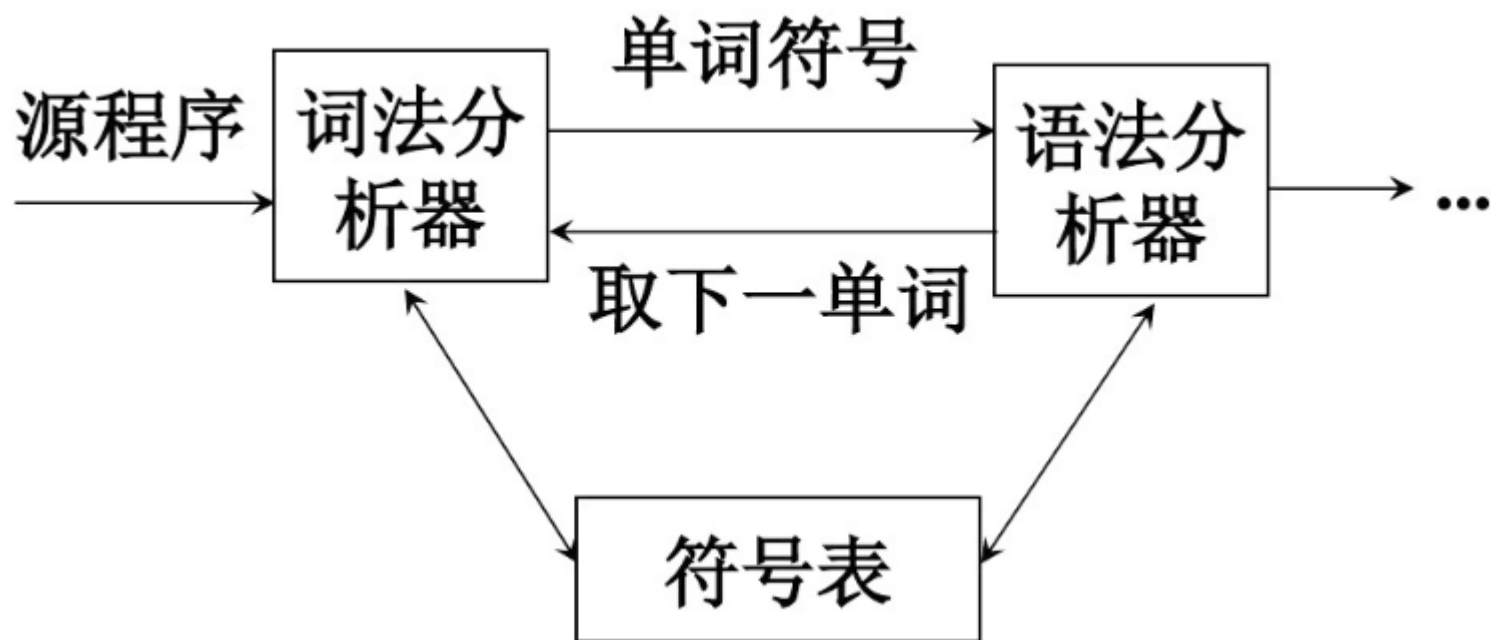 单词符号
源程序
词法分
析器
语法分
析器
...
取下一单词
符号表